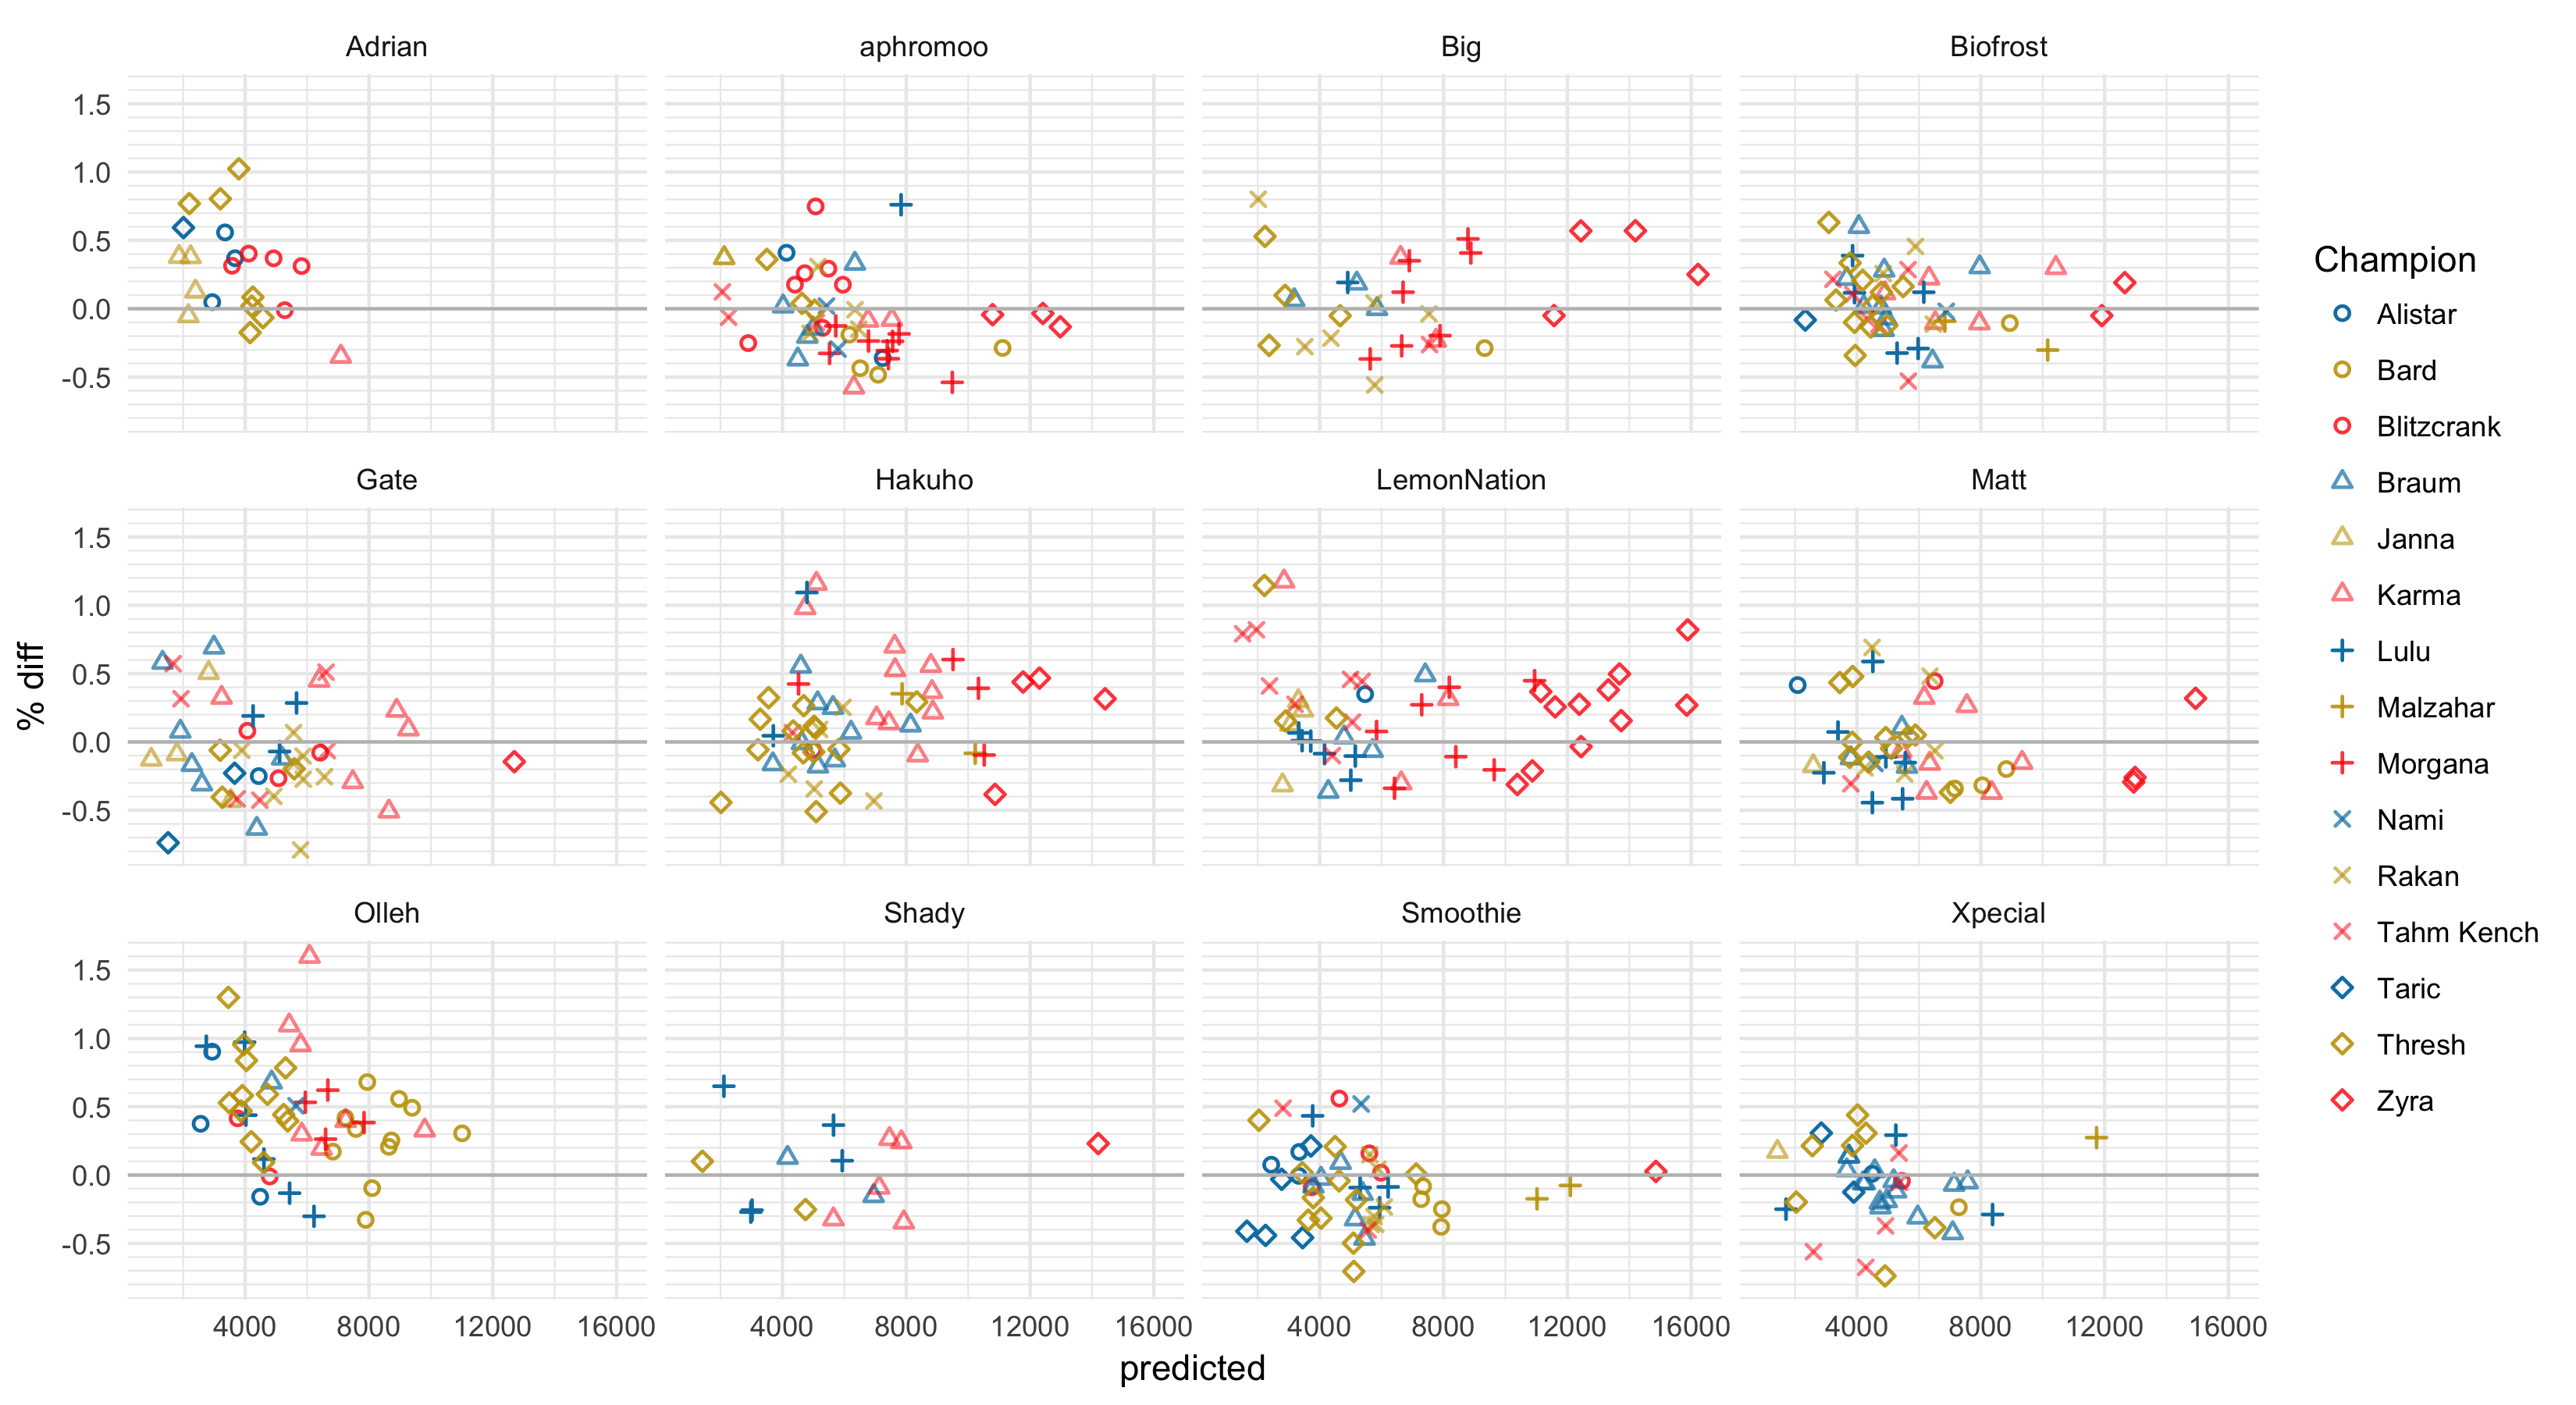 Adrian
aphromoo
Big
Biofrost
1.5
1.0
0.5
0.0
-0.5
Gate
Hakuho
LemonNation
Matt
1.5
1.0
0.5
0.0
-0.5
Olleh
Shady
Smoothie
Xpecial
1.5
1.0
0.5
0.0
-0.5
4000 8000 12000 16000
4000 8000 12000 16000
4000 8000 12000 16000
4000 8000 12000 16000
predicted
% diff
Champion
Alistar
Bard
Blitzcrank
Braum
Janna
Karma
Lulu
Malzahar
Morgana
Nami
Rakan
Tahm Kench
Taric
Thresh
Zyra